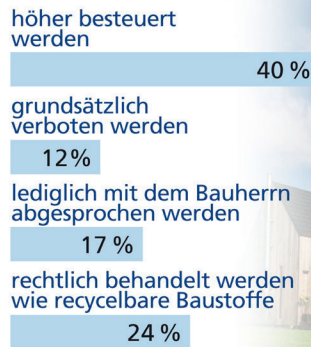 höher besteuert
werden
40 %
grundsätzlich
verboten werden
12%
lediglich mit dem Bauherrn
abgesprochen werden
17 %
rechtlich behandelt werden
wie recycelbare Baustoffe
24 %